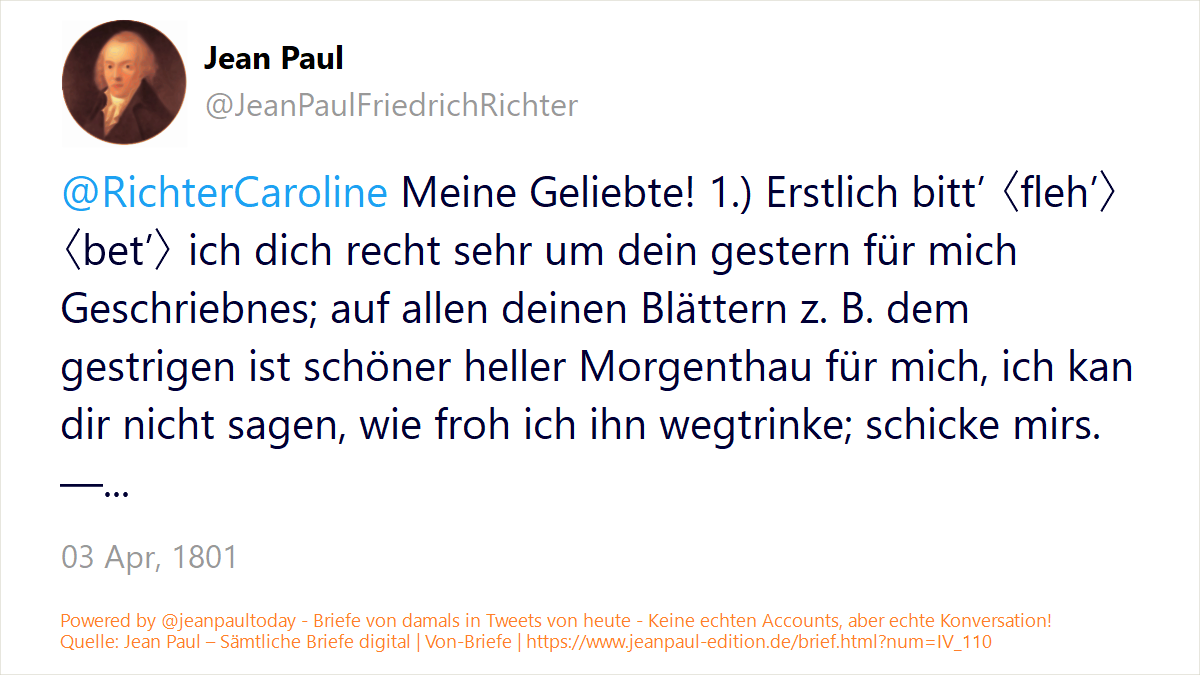 Jean Paul
@JeanPaulFriedrichRichter
@RichterCaroline Meine Geliebte! 1.) Erstlich bitt’ 〈fleh’〉
〈bet’〉 ich dich recht sehr um dein gestern für mich
Geschriebnes; auf allen deinen Blättern z. B. dem
gestrigen ist schöner heller Morgenthau für mich, ich kan
dir nicht sagen, wie froh ich ihn wegtrinke; schicke mirs.
—...
03 Apr, 1801
Powered by @jeanpaultoday - Briefe von damals in Tweets von heute - Keine echten Accounts, aber echte Konversation!
Quelle: Jean Paul – Sämtliche Briefe digital | Von-Briefe | https://www.jeanpaul-edition.de/brief.html?num=IV_110